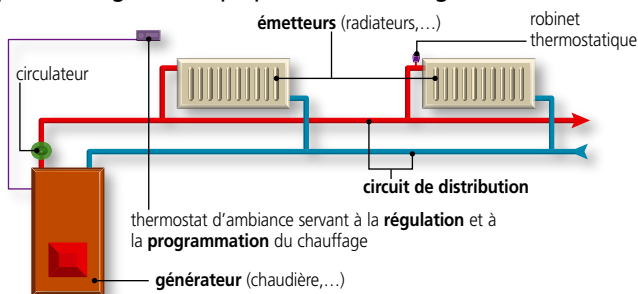 émetteurs (radiateurs,...)
robinet
thermostatique
circulateur
circuit de distribution
thermostat d'ambiance servant à la régulation et à
la programmation du chauffage
générateur (chaudière,...)